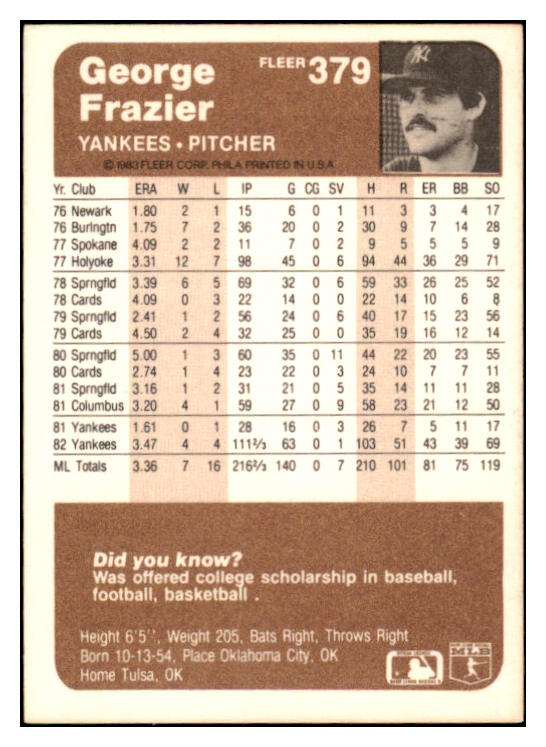 George
Frazier
FLEER 379
YANKEES • PITCHER
© 1983 FLEER CORP. PHILA PRINTED IN U.S.A
Yr. Club ERA W L IP G CG SV H R ER BB SO
76 Newark 1.80 2 1 15 6 0 1 11 3 3 4 17
76 Burlngtn 1.75 7 2 36 20 0 2 30 9 7 14 28
77 Spokane 4.09 2 2 11 7 0 2 9 5 5 5 9
77 Holyoke 3.31 12 7 98 45 0 6 94 44 36 29 71
78 Sprngfld 3.39 6 5 69 32 0 6 59 33 26 25 52
78 Cards 4.09 0 3 22 14 0 0 22 14 10 6 8
79 Sprngfld 2.41 1 2 56 24 0 6 40 17 15 23 56
79 Cards 4.50 2 4 32 25 0 0 35 19 16 12 14
80 Sprngfld 5.00 1 3 60 35 0 11 44 22 20 23 55
80 Cards 2.74 1 4 23 22 0 3 24 10 7 7 11
81 Sprngfld 3.16 1 2 31 21 0 5 35 14 11 11 28
81 Columbus 3.20 4 1 59 27 0 9 58 23 21 12 50
81 Yankees 1.61 0 1 28 16 0 3 26 7 5 11 17
82 Yankees 3.47 4 4 111⅔ 63 0 1 103 51 43 39 69
ML Totals 3.36 7 16 216⅔ 140 0 7 210 101 81 75 119
Did you know?
Was offered college scholarship in baseball,
football, basketball .
Height 6'5'', Weight 205, Bats Right, Throws Right
Born 10-13-54, Place Oklahoma City, OK
Home Tulsa, OK